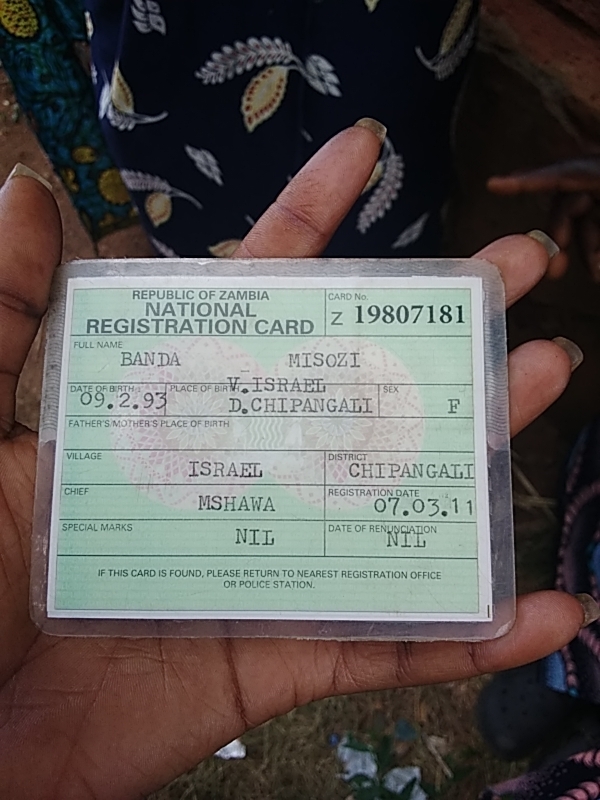 REPUBLIC OF ZAMBIA
NATIONAL
REGISTRATION CARD
CARD No.
Z 19807181
FULL NAME
BANDA MISOZI
DATE OF BIRTH
09.2.93
PLACE OF BIRTH
V.ISRAEL
D.CHIPANGALI
SEX
F
FATHER'S/MOTHER'S PLACE OF BIRTH
VILLAGE
ISRAEL
DISTRICT
CHIPANGALI
CHIEF
MSHAWA
REGISTRATION DATE
07.03.11
SPECIAL MARKS
NIL
DATE OF RENUNCIATION
NIL
IF THIS CARD IS FOUND, PLEASE RETURN TO NEAREST REGISTRATION OFFICE
OR POLICE STATION.